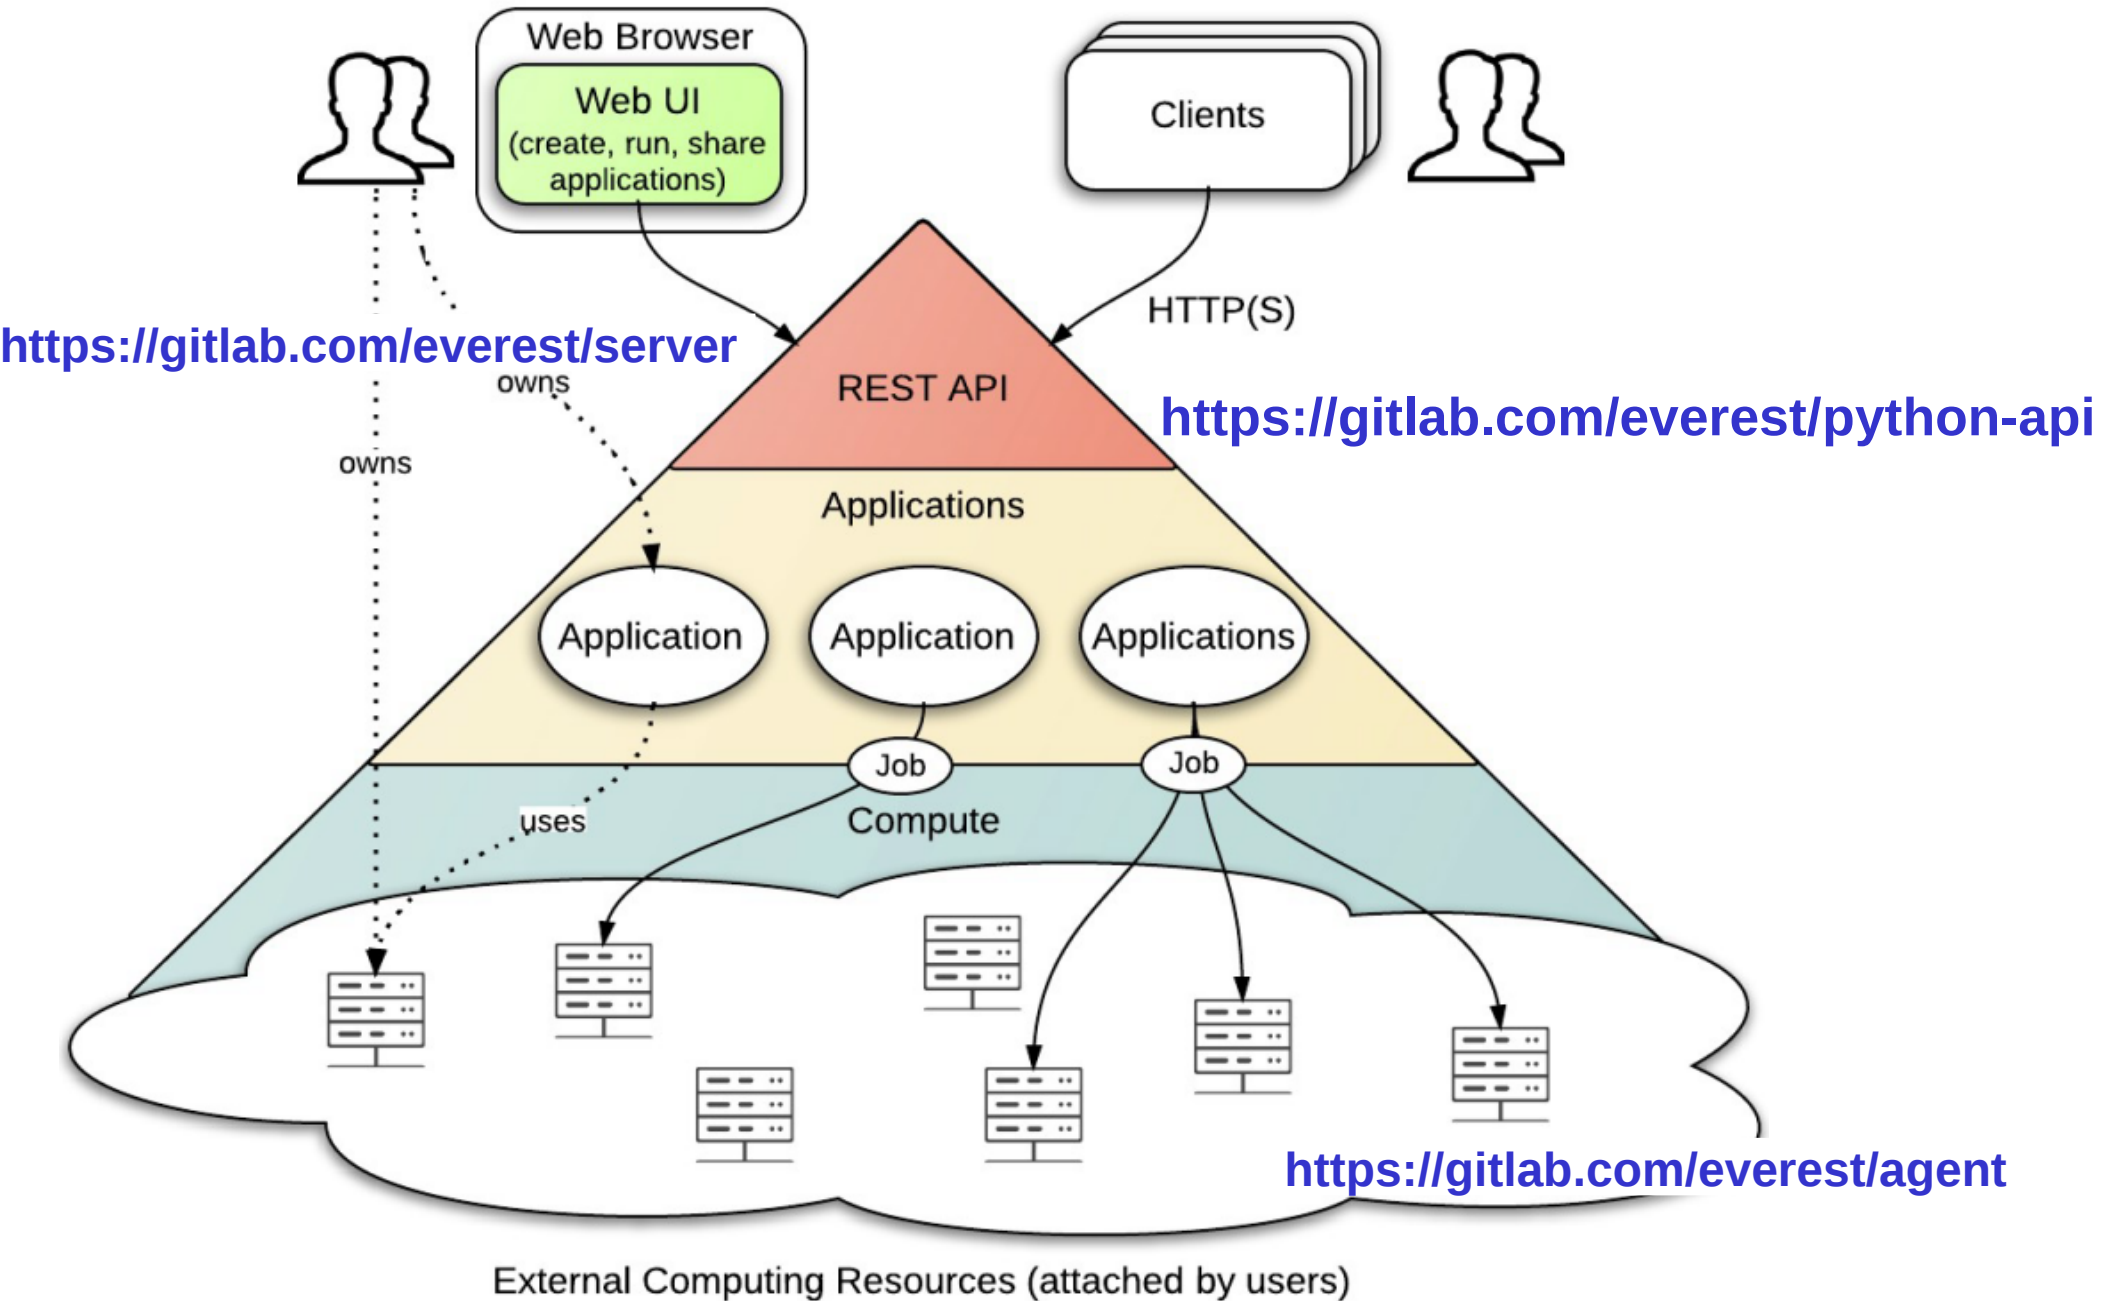 Web Browser
Web UI
(create, run, share
applications)
Clients
HTTP(S)
https://gitlab.com/everest/server
owns
REST API
https://gitlab.com/everest/python-api
owns
Applications
Application
Application
Applications
Job
Job
uses
Compute
https://gitlab.com/everest/agent
External Computing Resources (attached by users)